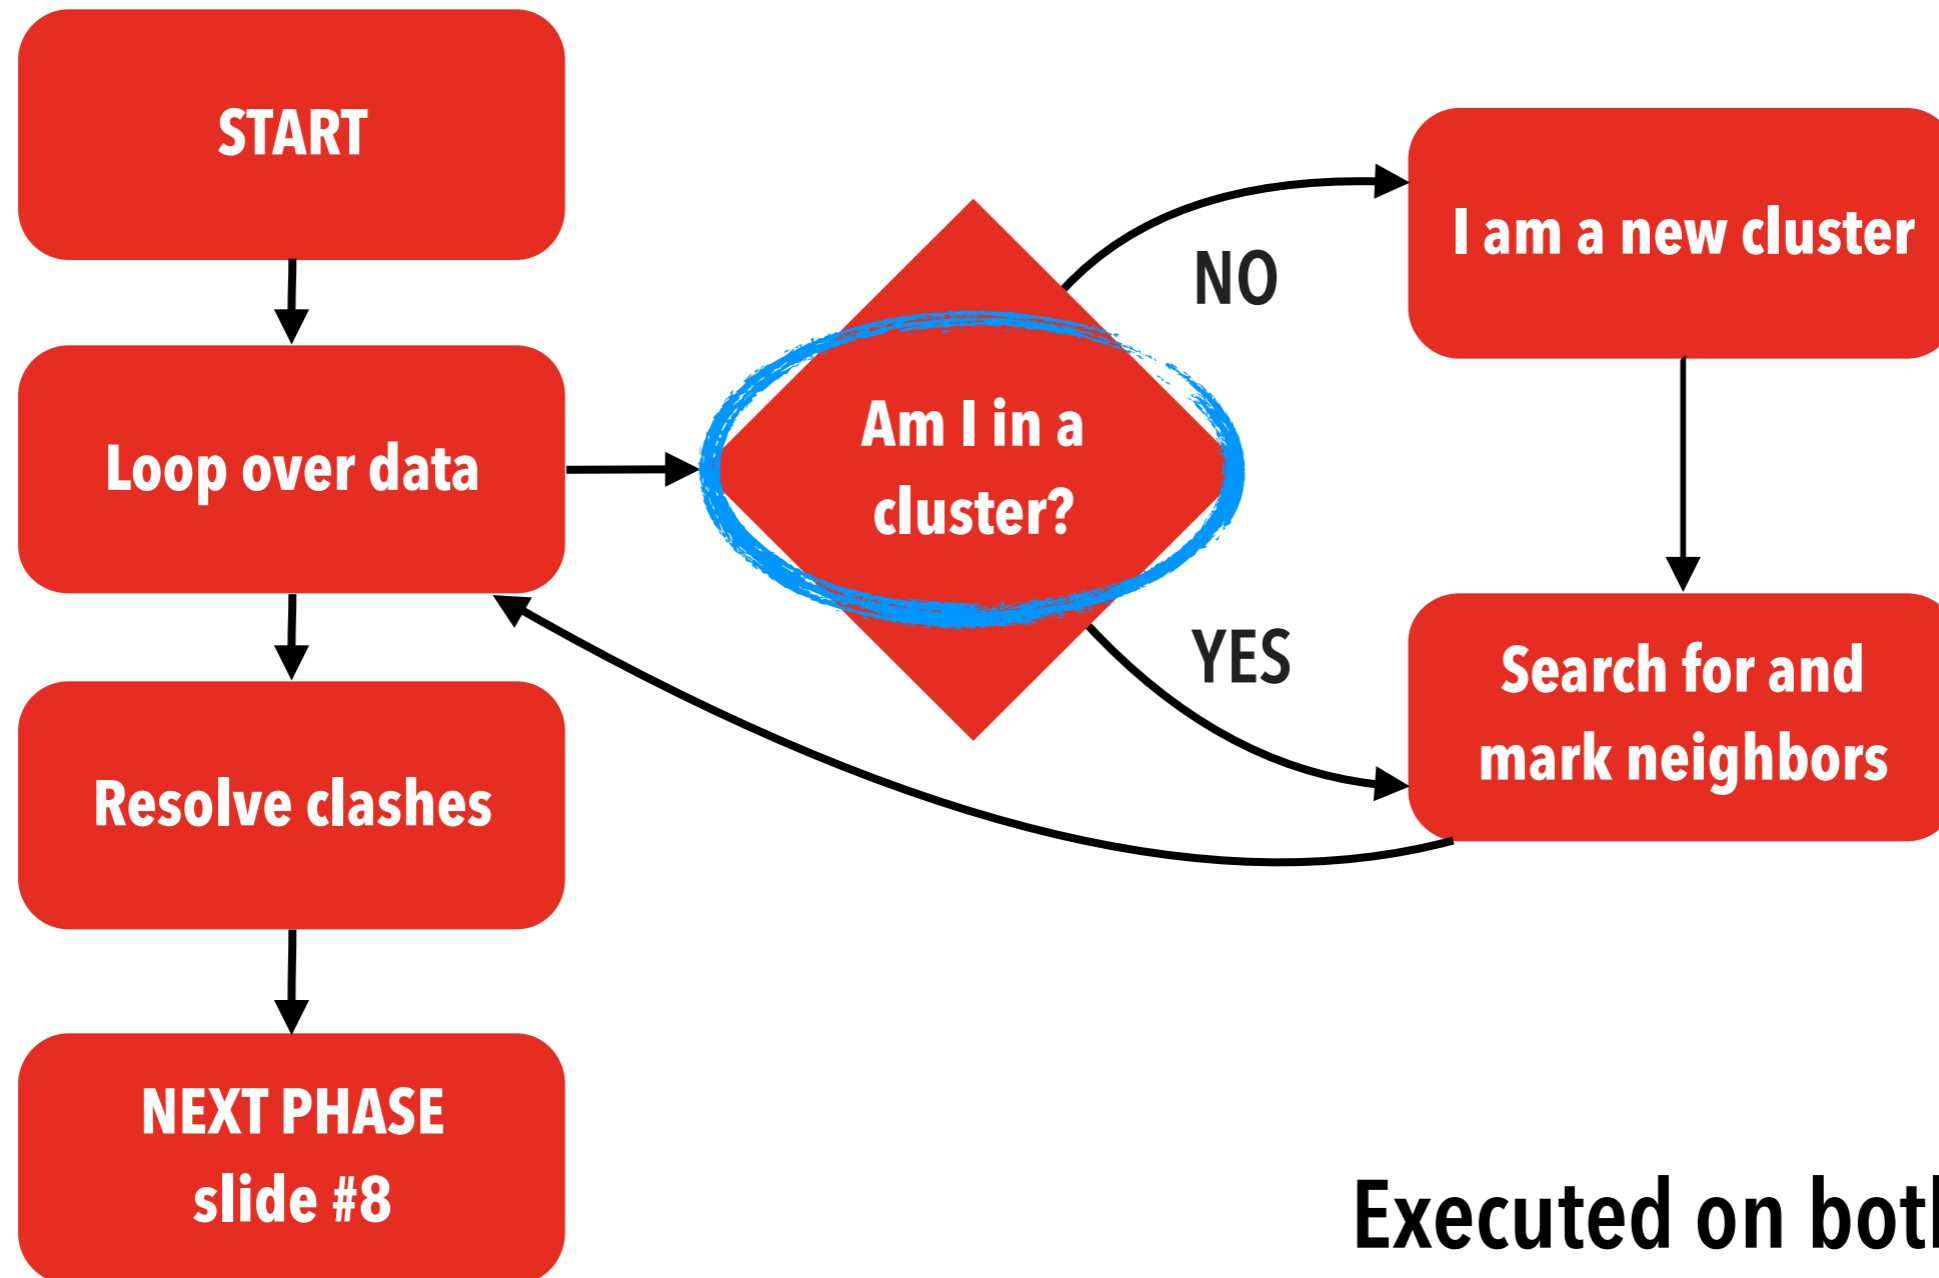 START
Loop over data
Resolve clashes
NEXT PHASE
slide #8
Am I in a
cluster?
NO
YES
I am a new cluster
Search for and
mark neighbors
Executed on